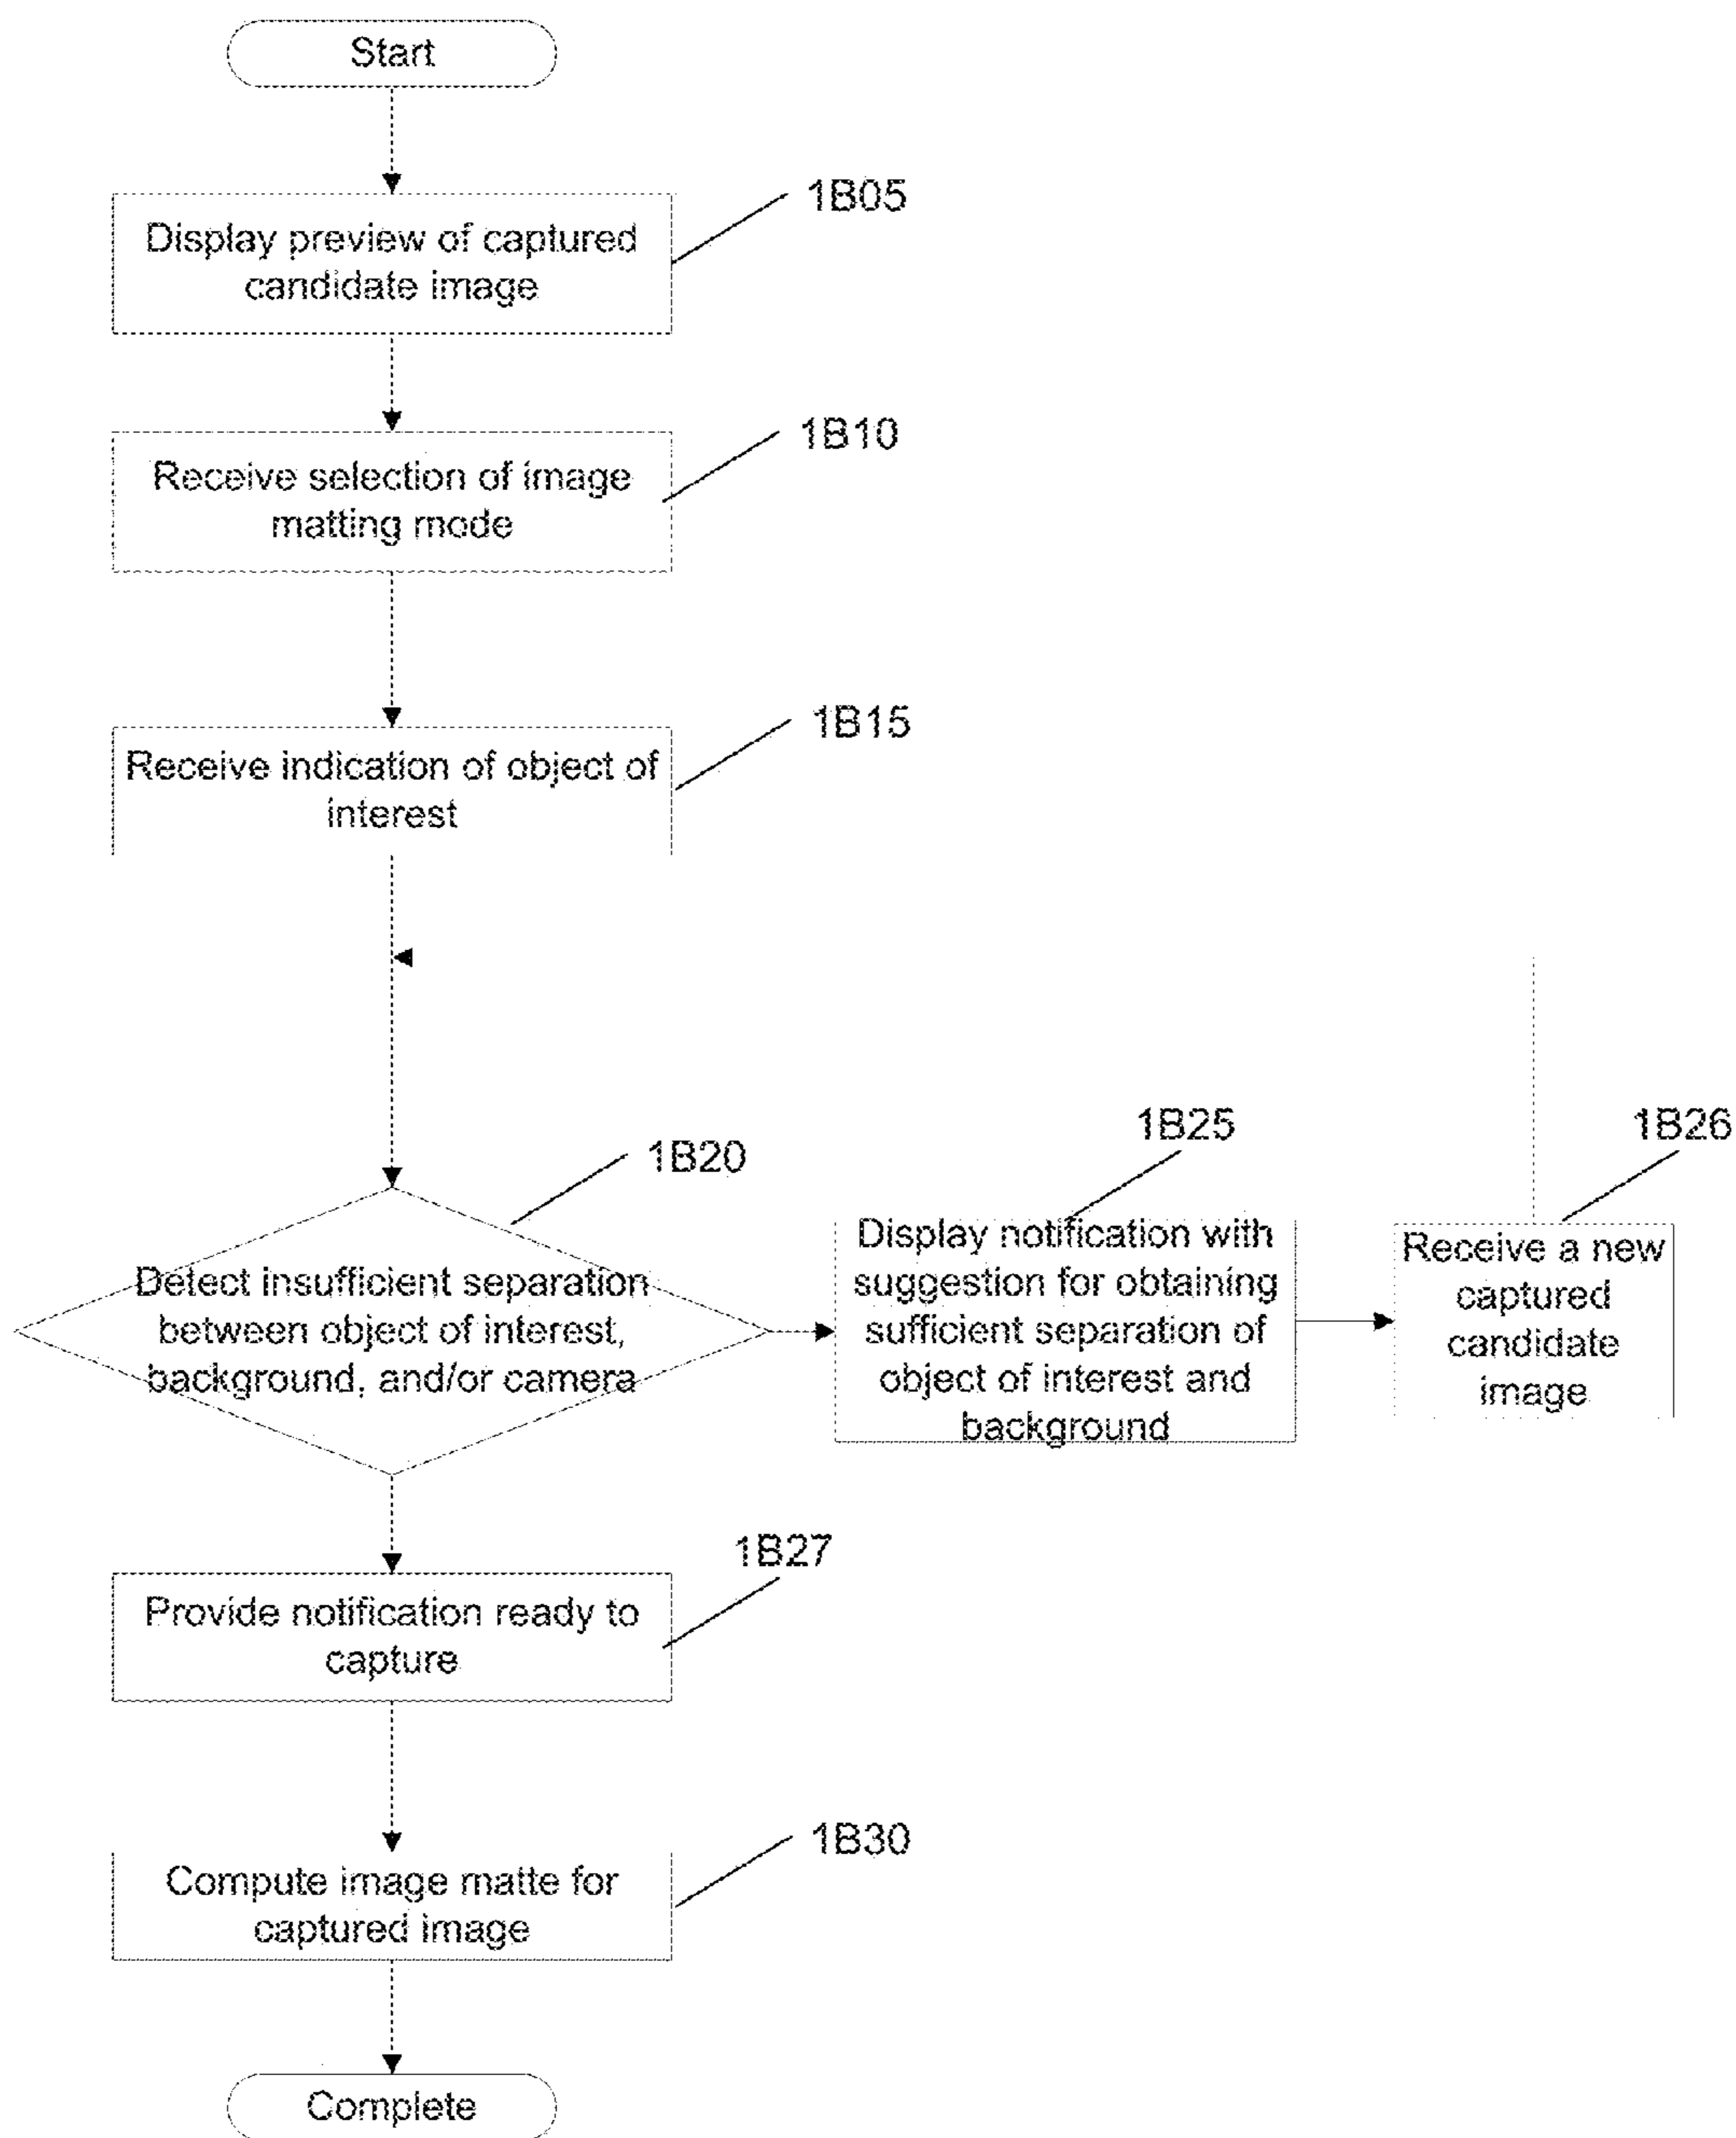 Start
1B05
Display preview of captured
candidate image
1B10
Receive selection of image
matting mode
1B15
Receive indication of object of
interest
1B20
Detect insufficient separation
between object of interest,
background, and/or camera
1B25
Display notification with
suggestion for obtaining
sufficient separation of
object of interest and
background
1B26
Receive a new
captured
candidate
image
1B27
Provide notification ready to
capture
1B30
Compute image matte for
captured image
Complete